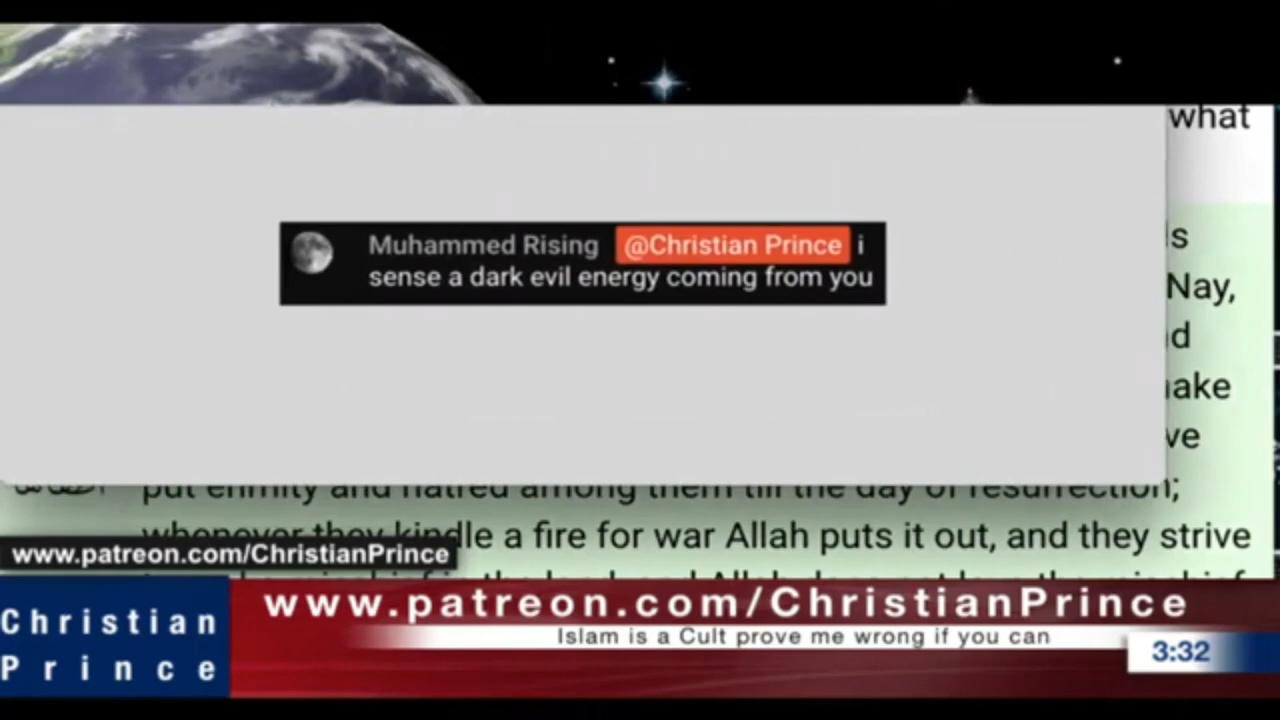 what
Muhammed Rising @Christian Prince i
sense a dark evil energy coming from you
Nay,
put enmity and hatred among them till the day of resurrection;
whenever they kindle a fire for war Allah puts it out, and they strive
www.patreon.com/ChristianPrince
www.patreon.com/ChristianPrince
Islam is a Cult prove me wrong if you can
Christian
Prince
3:32